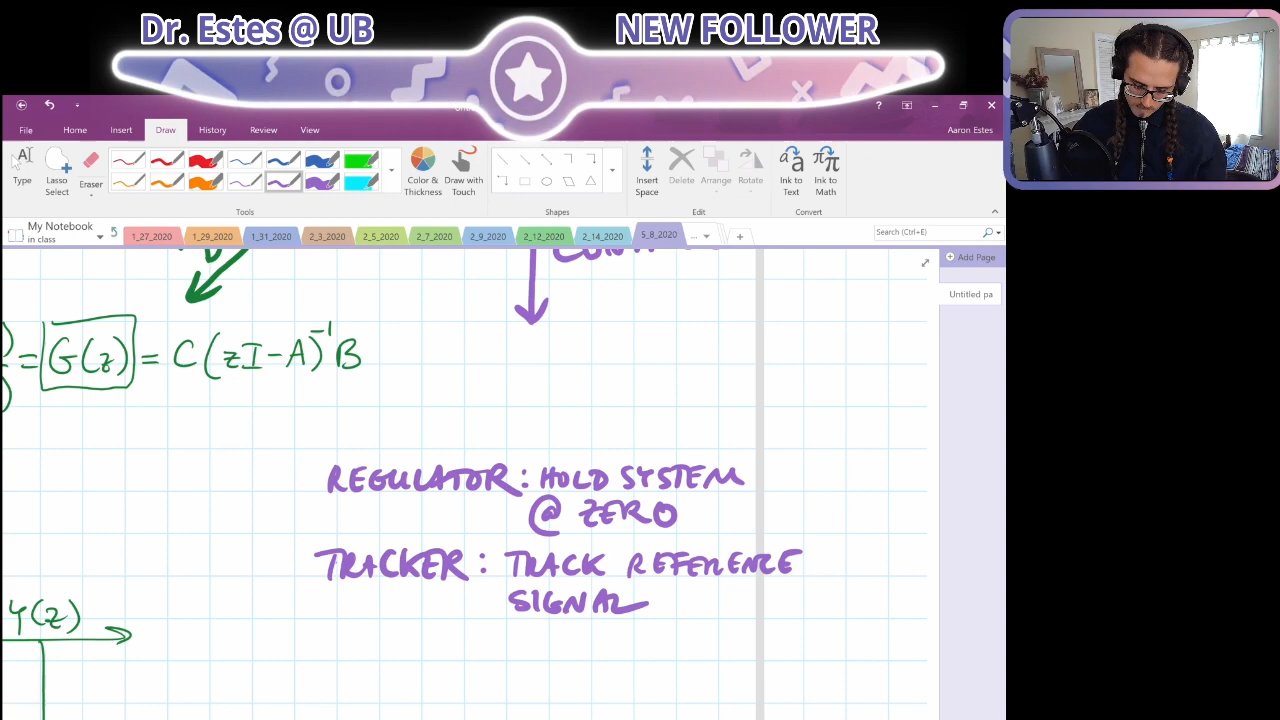 Dr. Estes @ UB
NEW FOLLOWER
File Home Insert Draw History Review View
Aaron Estes
Type
Lasso Select
Eraser
Color & Thickness
Draw with Touch
Insert Space
Delete
Arrange
Rotate
Ink to Text
Ink to Math
Tools
Shapes
Edit
Convert
My Notebook
in class
1_27_2020 1_29_2020 1_31_2020 2_3_2020 2_5_2020 2_7_2020 2_9_2020 2_12_2020 2_14_2020 5_8_2020 ...
Search (Ctrl+E)
Add Page
Untitled pa
= G(z) = C(zI-A)⁻¹B
REGULATOR: HOLD SYSTEM
@ ZERO
TRACKER: TRACK REFERENCE
SIGNAL
Y(z)